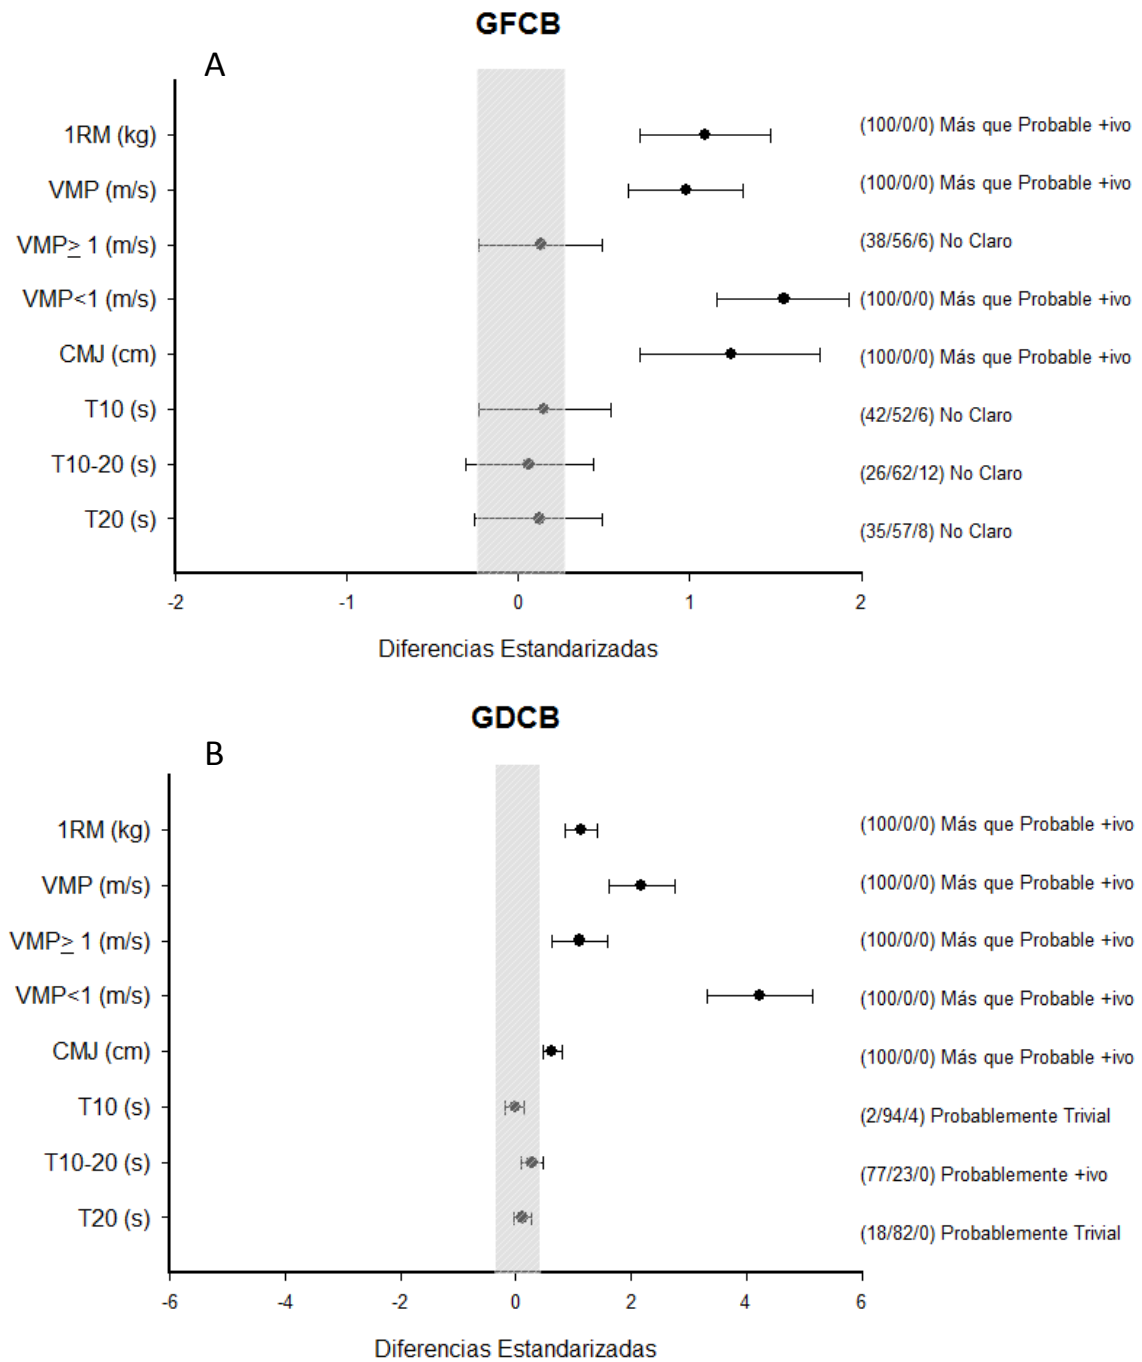 GFCB
A
1RM (kg) (100/0/0) Más que Probable +ivo
VMP (m/s) (100/0/0) Más que Probable +ivo
VMP≥ 1 (m/s) (38/56/6) No Claro
VMP<1 (m/s) (100/0/0) Más que Probable +ivo
CMJ (cm) (100/0/0) Más que Probable +ivo
T10 (s) (42/52/6) No Claro
T10-20 (s) (26/62/12) No Claro
T20 (s) (35/57/8) No Claro
-2 -1 0 1 2
Diferencias Estandarizadas
GDCB
B
1RM (kg) (100/0/0) Más que Probable +ivo
VMP (m/s) (100/0/0) Más que Probable +ivo
VMP≥ 1 (m/s) (100/0/0) Más que Probable +ivo
VMP<1 (m/s) (100/0/0) Más que Probable +ivo
CMJ (cm) (100/0/0) Más que Probable +ivo
T10 (s) (2/94/4) Probablemente Trivial
T10-20 (s) (77/23/0) Probablemente +ivo
T20 (s) (18/82/0) Probablemente Trivial
-6 -4 -2 0 2 4 6
Diferencias Estandarizadas